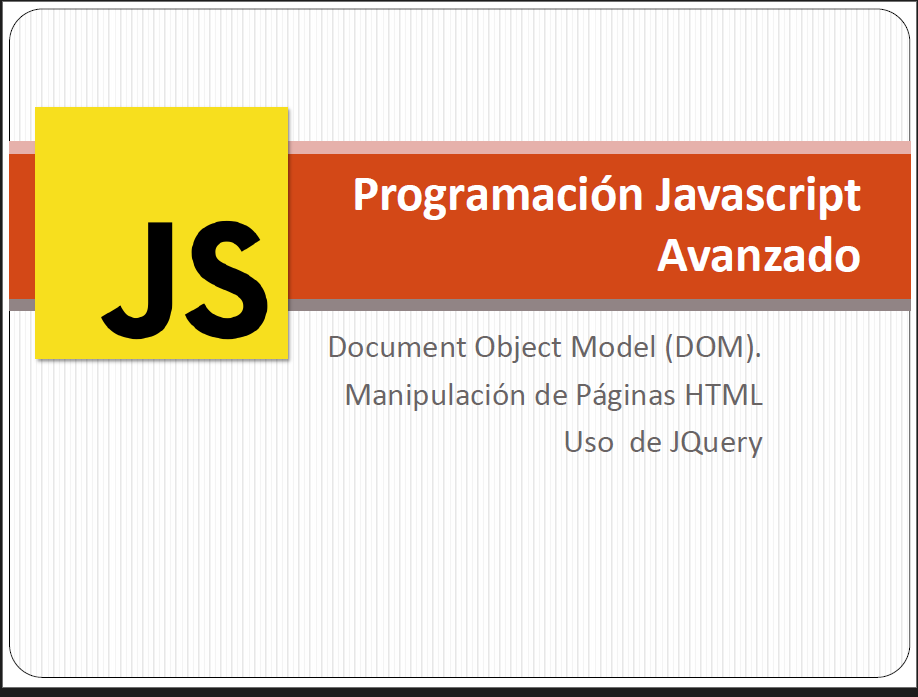 JS
Programación Javascript
Avanzado
Document Object Model (DOM).
Manipulación de Páginas HTML
Uso  de JQuery